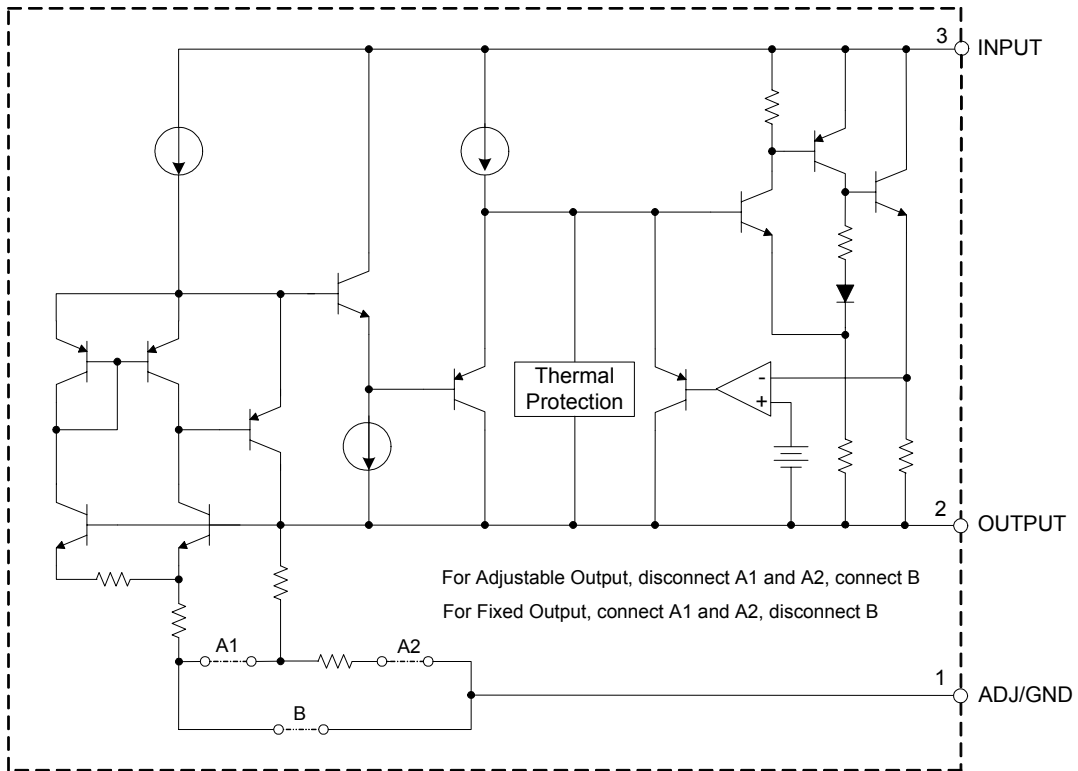 3
INPUT
Thermal
Protection
-
+
2
OUTPUT
For Adjustable Output, disconnect A1 and A2, connect B
For Fixed Output, connect A1 and A2, disconnect B
A1
A2
1
ADJ/GND
B